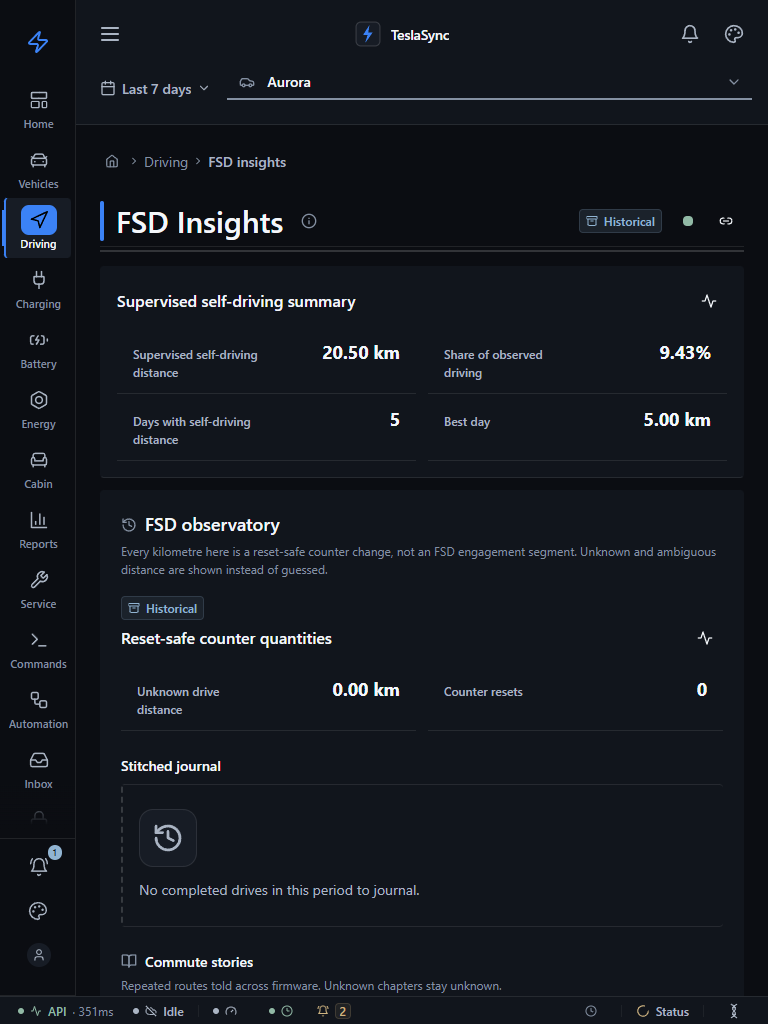 TeslaSync
Last 7 days
Aurora
Home
Vehicles
Driving
Charging
Battery
Energy
Cabin
Reports
Service
Commands
Automation
Inbox
1
Driving
FSD insights
FSD Insights
Historical
Supervised self-driving summary
Supervised self-driving distance
20.50 km
Share of observed driving
9.43%
Days with self-driving distance
5
Best day
5.00 km
FSD observatory
Every kilometre here is a reset-safe counter change, not an FSD engagement segment. Unknown and ambiguous
distance are shown instead of guessed.
Historical
Reset-safe counter quantities
Unknown drive distance
0.00 km
Counter resets
0
Stitched journal
No completed drives in this period to journal.
Commute stories
Repeated routes told across firmware. Unknown chapters stay unknown.
API · 351ms
Idle
2
Status